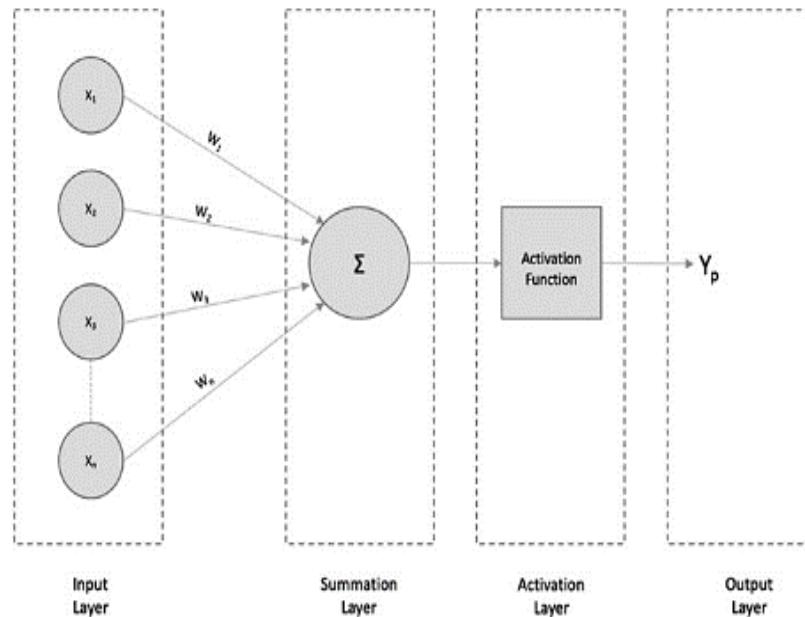 X₁
W₁
X₂
W₂
Σ
Activation
Function
Yₚ
X₃
W₃
Wₙ
Xₙ
Input
Layer
Summation
Layer
Activation
Layer
Output
Layer